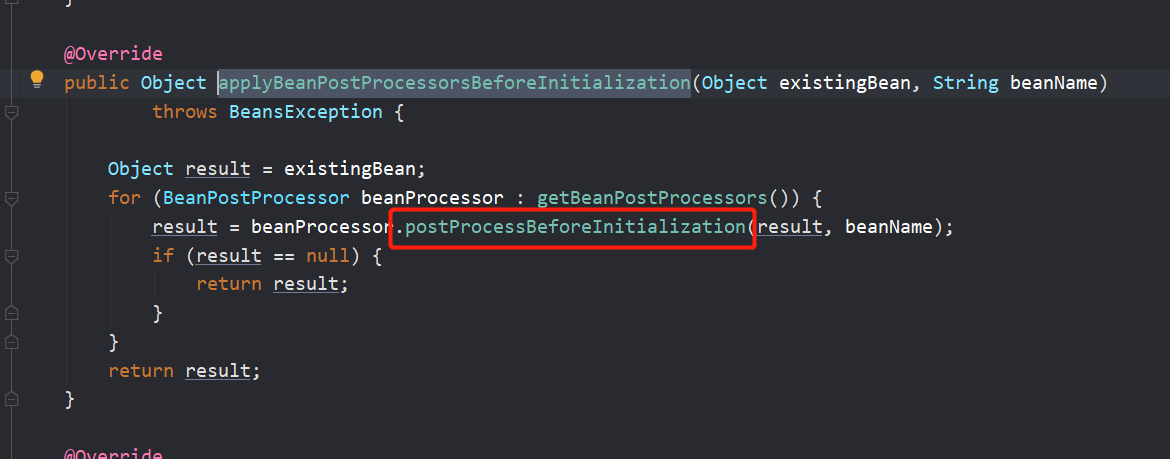 }
@Override
public Object applyBeanPostProcessorsBeforeInitialization(Object existingBean, String beanName)
throws BeansException {
Object result = existingBean;
for (BeanPostProcessor beanProcessor : getBeanPostProcessors()) {
result = beanProcessor.postProcessBeforeInitialization(result, beanName);
if (result == null) {
return result;
}
}
return result;
}
@Override